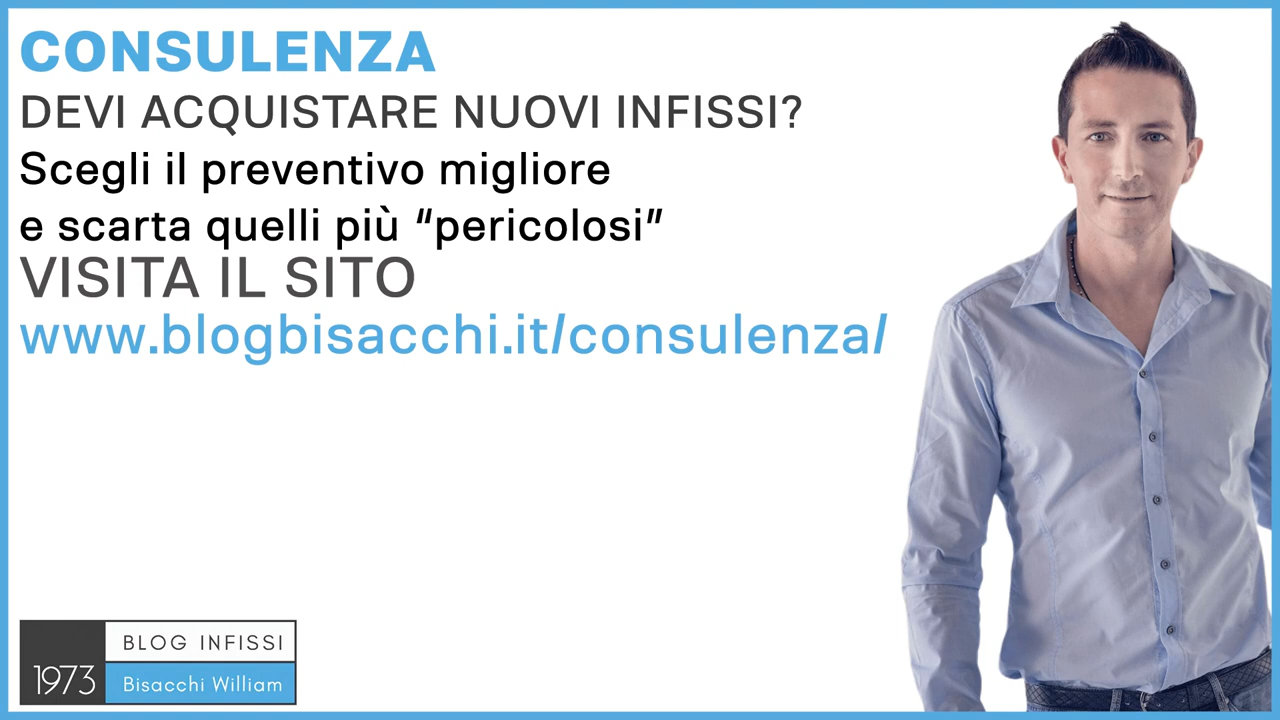 CONSULENZA
DEVI ACQUISTARE NUOVI INFISSI?
Scegli il preventivo migliore
e scarta quelli più “pericolosi”
VISITA IL SITO
www.blogbisacchi.it/consulenza/
1973
BLOG INFISSI
Bisacchi William